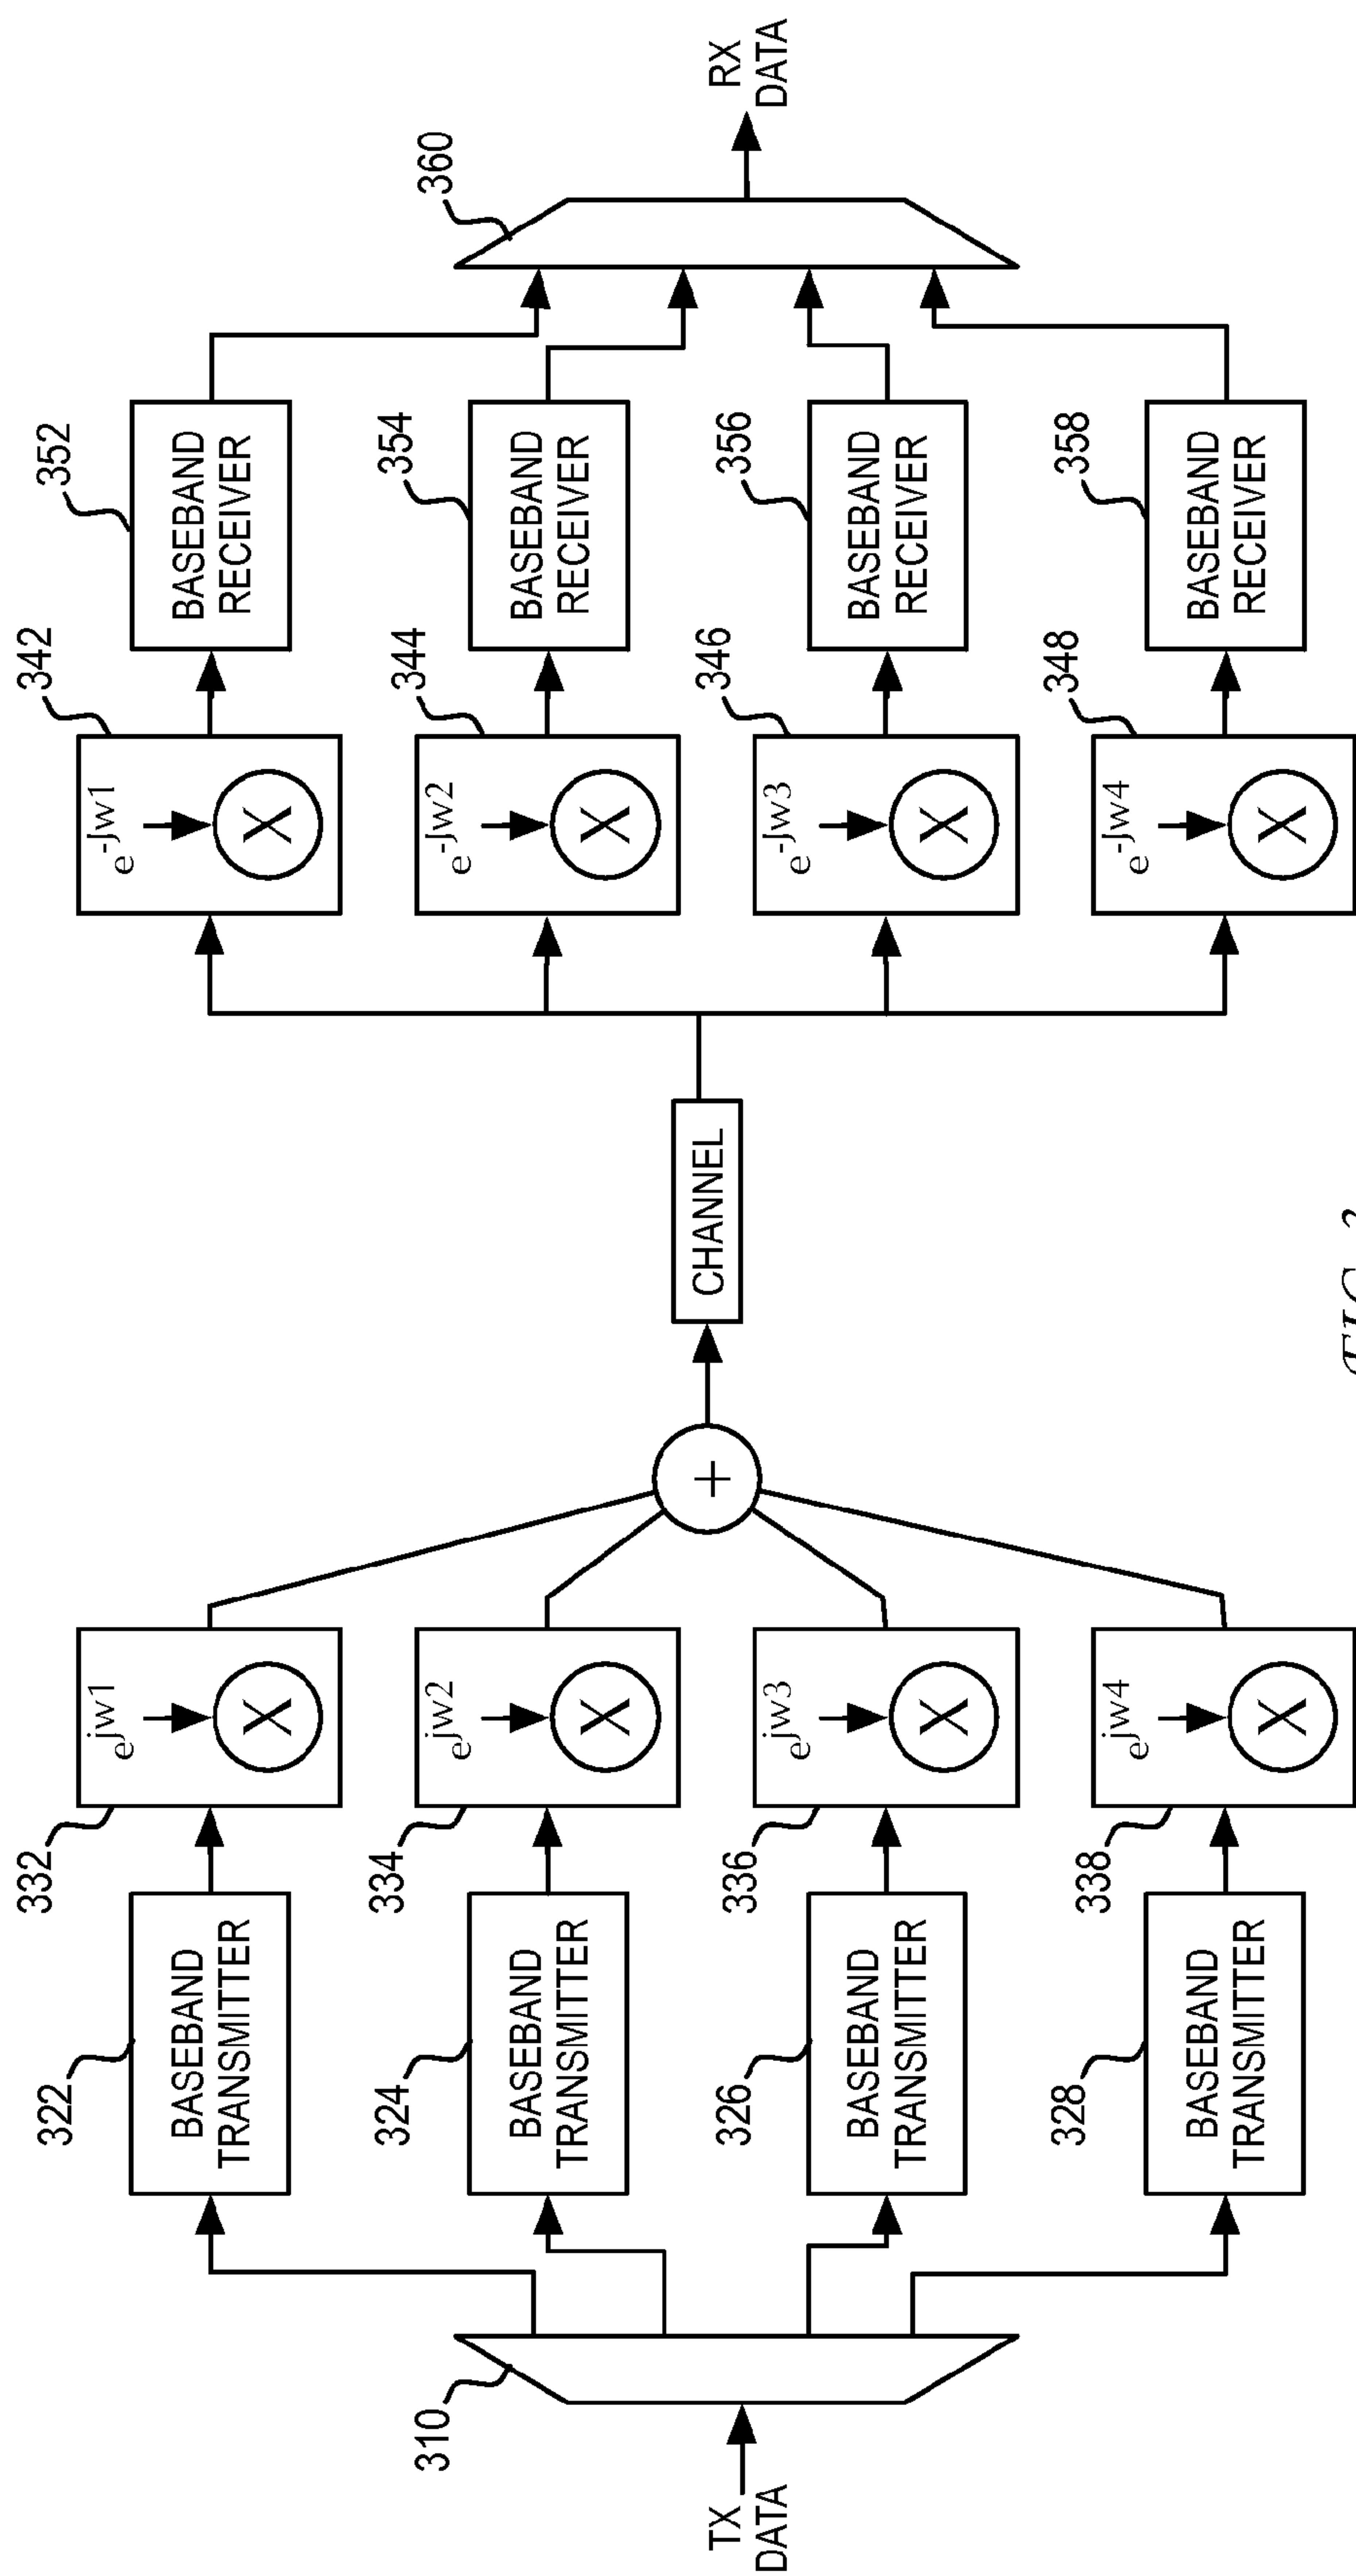 TX
DATA
310
322
BASEBAND
TRANSMITTER
332
e^jw1
X
324
BASEBAND
TRANSMITTER
334
e^jw2
X
326
BASEBAND
TRANSMITTER
336
e^jw3
X
328
BASEBAND
TRANSMITTER
338
e^jw4
X
+
CHANNEL
342
e^-Jw1
X
352
BASEBAND
RECEIVER
344
e^-Jw2
X
354
BASEBAND
RECEIVER
346
e^-Jw3
X
356
BASEBAND
RECEIVER
348
e^-Jw4
X
358
BASEBAND
RECEIVER
360
RX
DATA